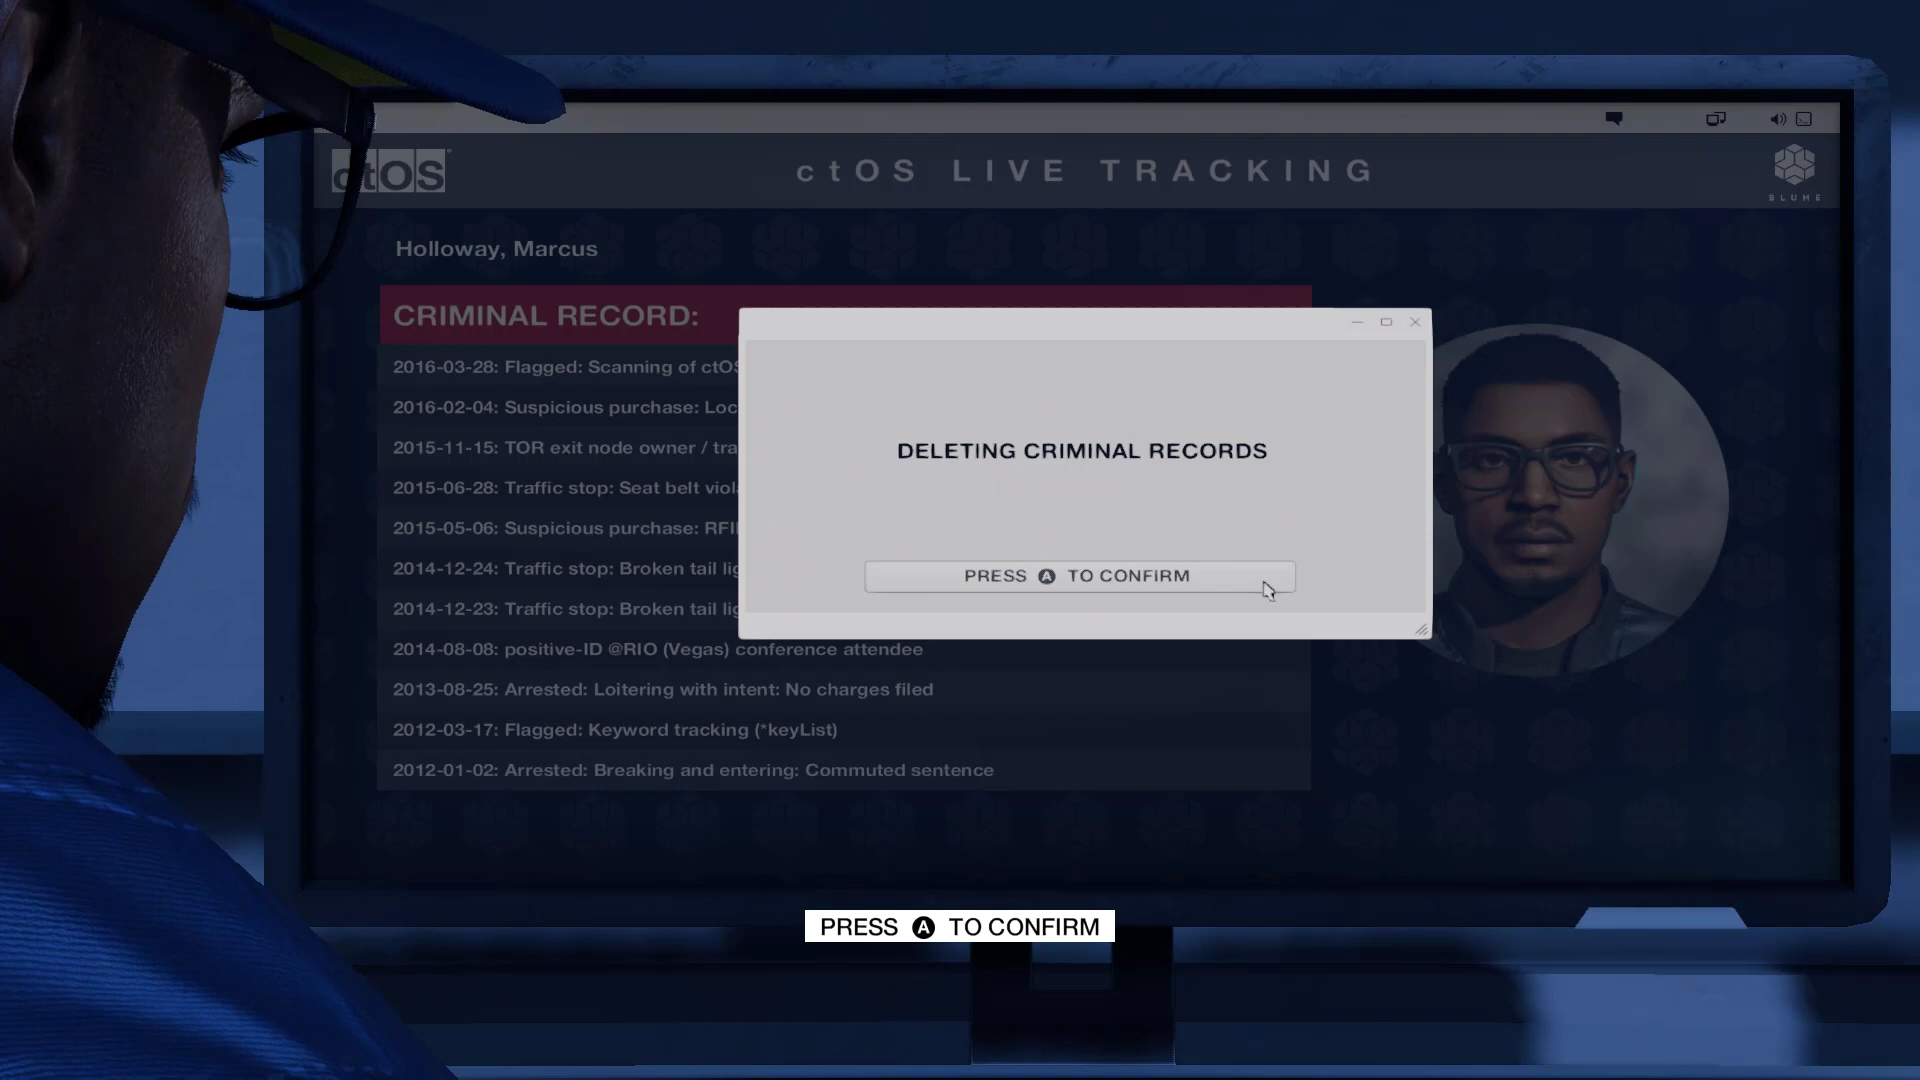 ctOS
ctOS LIVE TRACKING
BLUME
Holloway, Marcus
CRIMINAL RECORD:
2016-03-28: Flagged: Scanning of ctOS
2016-02-04: Suspicious purchase: Loc
2015-11-15: TOR exit node owner / tra
2015-06-28: Traffic stop: Seat belt viol
2015-05-06: Suspicious purchase: RFI
2014-12-24: Traffic stop: Broken tail lig
2014-12-23: Traffic stop: Broken tail lig
2014-08-08: positive-ID @RIO (Vegas) conference attendee
2013-08-25: Arrested: Loitering with intent: No charges filed
2012-03-17: Flagged: Keyword tracking (*keyList)
2012-01-02: Arrested: Breaking and entering: Commuted sentence
DELETING CRIMINAL RECORDS
PRESS A TO CONFIRM
PRESS A TO CONFIRM